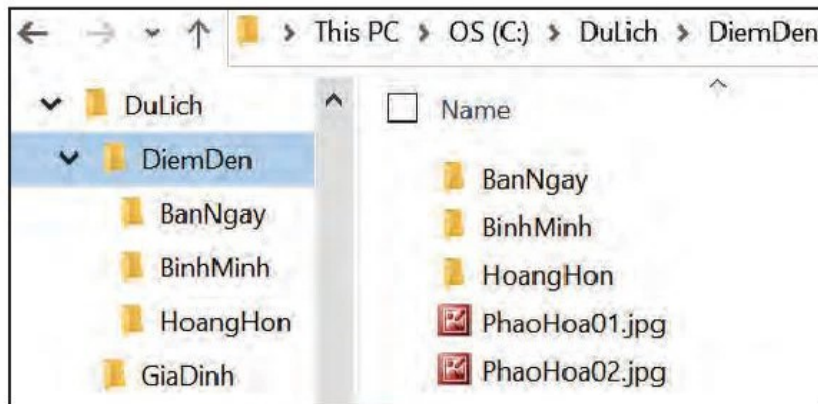 This PC > OS (C:) > DuLich > DiemDen
DuLich
DiemDen
BanNgay
BinhMinh
HoangHon
GiaDinh
Name
BanNgay
BinhMinh
HoangHon
PhaoHoa01.jpg
PhaoHoa02.jpg